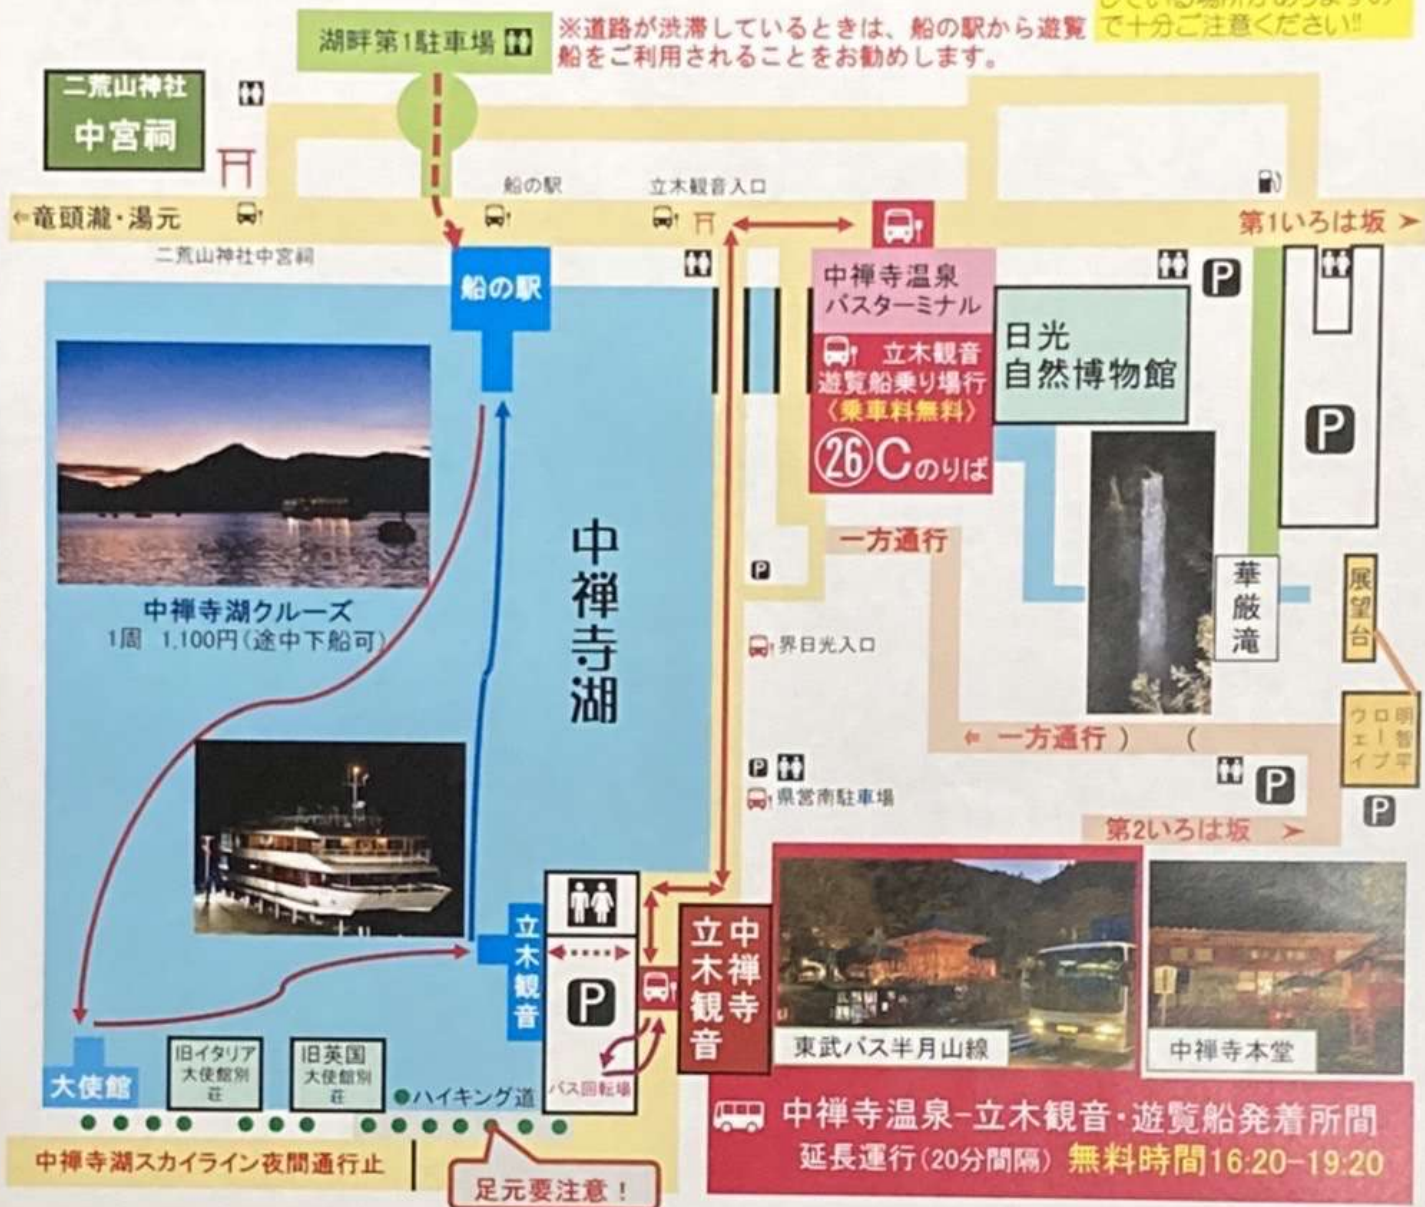 している場所がありますの
で十分ご注意ください!!
湖畔第1駐車場
※道路が渋滞しているときは、船の駅から遊覧
船をご利用されることをお勧めします。
二荒山神社
中宮祠
船の駅
立木観音入口
⇐竜頭瀧・湯元
第1いろは坂 ➢
二荒山神社中宮祠
船の駅
中禅寺温泉
バスターミナル
立木観音
遊覧船乗り場行
〈乗車料無料〉
㉖Cのりば
日光
自然博物館
P
P
中禅寺湖クルーズ
1周 1,100円(途中下船可)
中禅寺湖
一方通行
P
界日光入口
華厳滝
展望台
明智平
ロープ
ウェイ
⇐ 一方通行 ) (
P
県営南駐車場
P
P
第2いろは坂 ➢
立木観音
P
バス回転場
中禅寺
立木観音
東武バス半月山線
中禅寺本堂
大使館
旧イタリア
大使館別
荘
旧英国
大使館別
荘
●ハイキング道
中禅寺湖スカイライン夜間通行止
足元要注意！
中禅寺温泉−立木観音・遊覧船発着所間
延長運行(20分間隔) 無料時間16:20−19:20